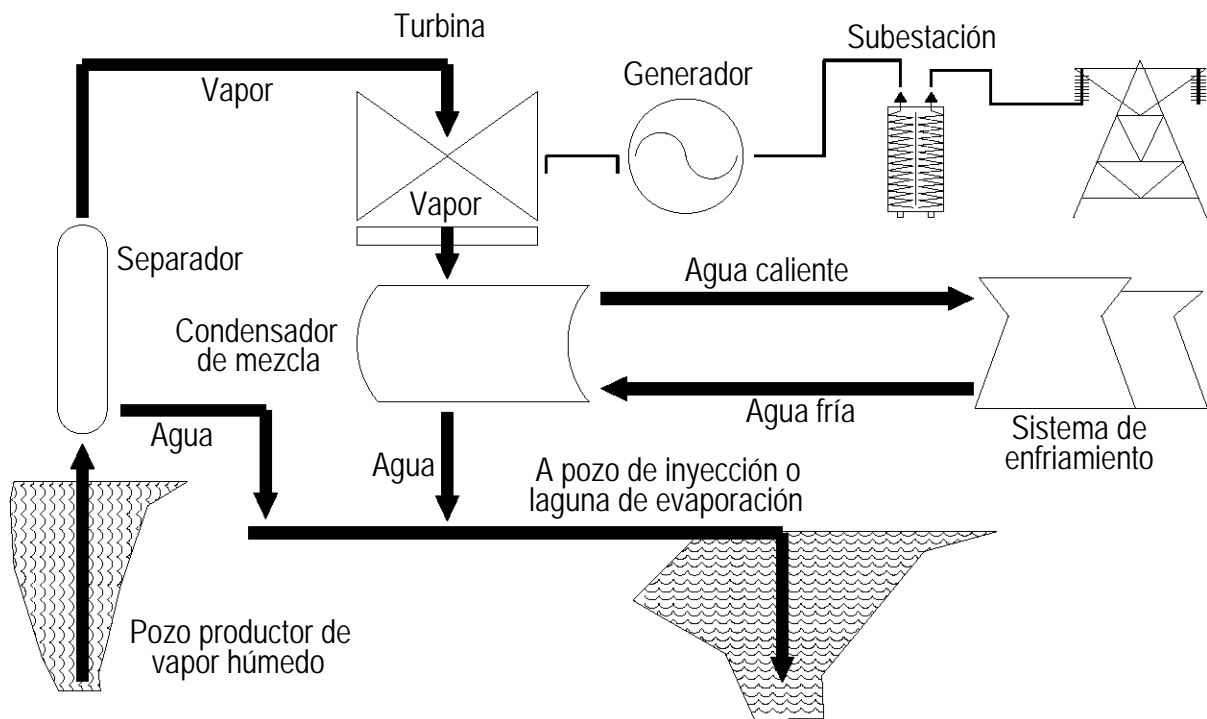 Turbina
Subestación
Generador
Vapor
Vapor
Separador
Agua caliente
Condensador
de mezcla
Agua fría
Agua
Sistema de
enfriamiento
Agua
A pozo de inyección o
laguna de evaporación
Pozo productor de
vapor húmedo